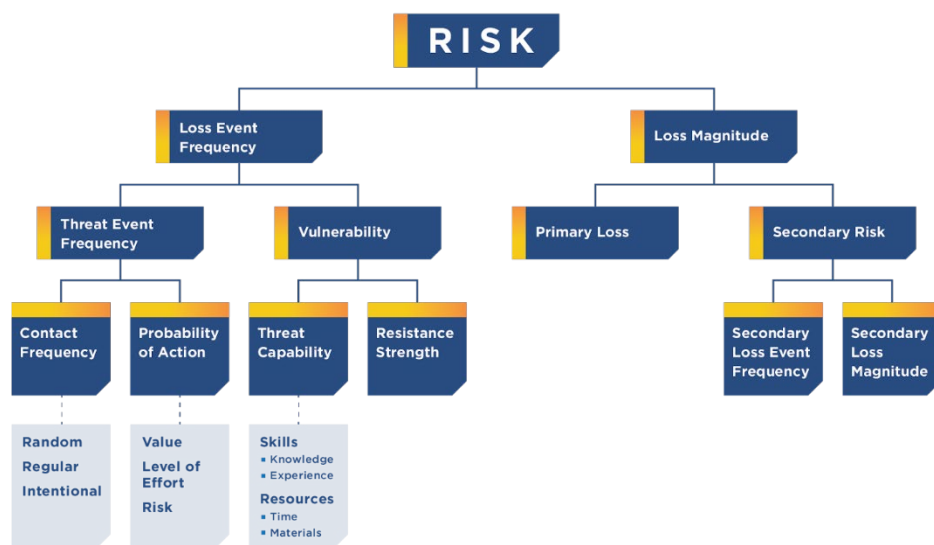 RISK
Loss Event
Frequency
Loss Magnitude
Threat Event
Frequency
Vulnerability
Primary Loss
Secondary Risk
Contact
Frequency
Probability
of Action
Threat
Capability
Resistance
Strength
Secondary
Loss Event
Frequency
Secondary
Loss
Magnitude
Random
Regular
Intentional
Value
Level of
Effort
Risk
Skills
▪ Knowledge
▪ Experience
Resources
▪ Time
▪ Materials